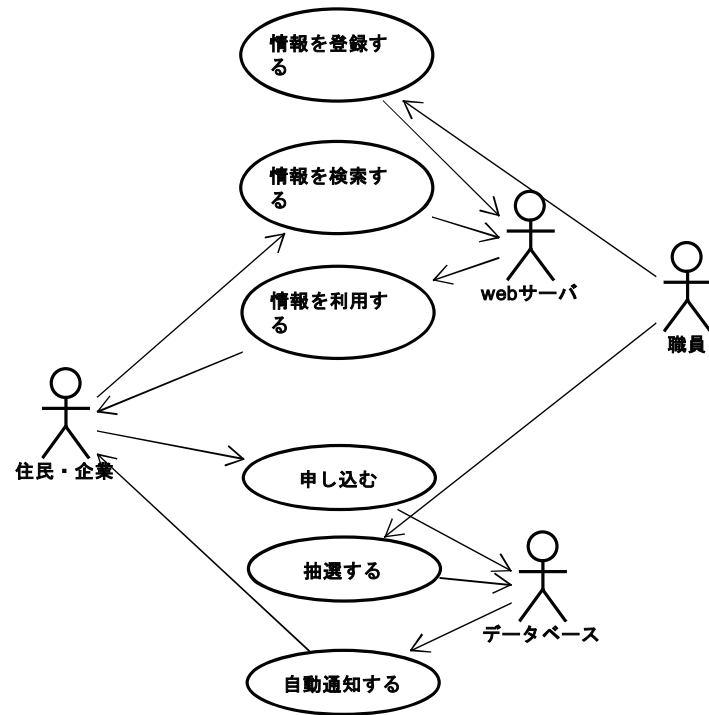 情報を登録す
る
情報を検索す
る
webサーバ
情報を利用す
る
職員
住民・企業
申し込む
抽選する
データベース
自動通知する